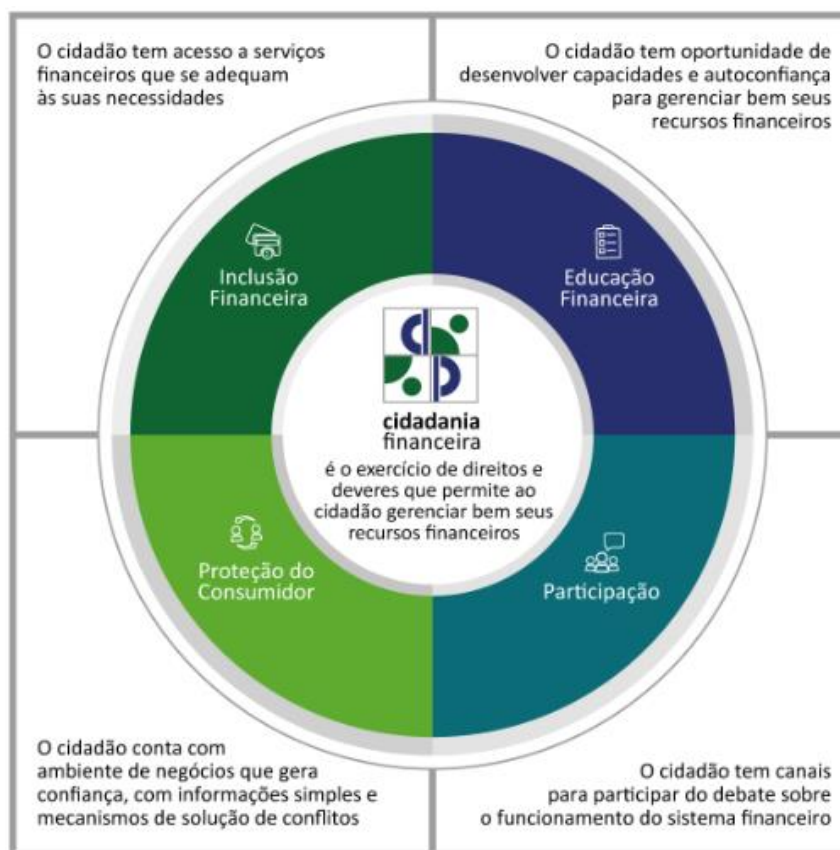 O cidadão tem acesso a serviços
financeiros que se adequam
às suas necessidades
O cidadão tem oportunidade de
desenvolver capacidades e autoconfiança
para gerenciar bem seus
recursos financeiros
Inclusão
Financeira
Educação
Financeira
cidadania
financeira
é o exercício de direitos e
deveres que permite ao
cidadão gerenciar bem seus
recursos financeiros
Proteção do
Consumidor
Participação
O cidadão conta com
ambiente de negócios que gera
confiança, com informações simples e
mecanismos de solução de conflitos
O cidadão tem canais
para participar do debate sobre
o funcionamento do sistema financeiro